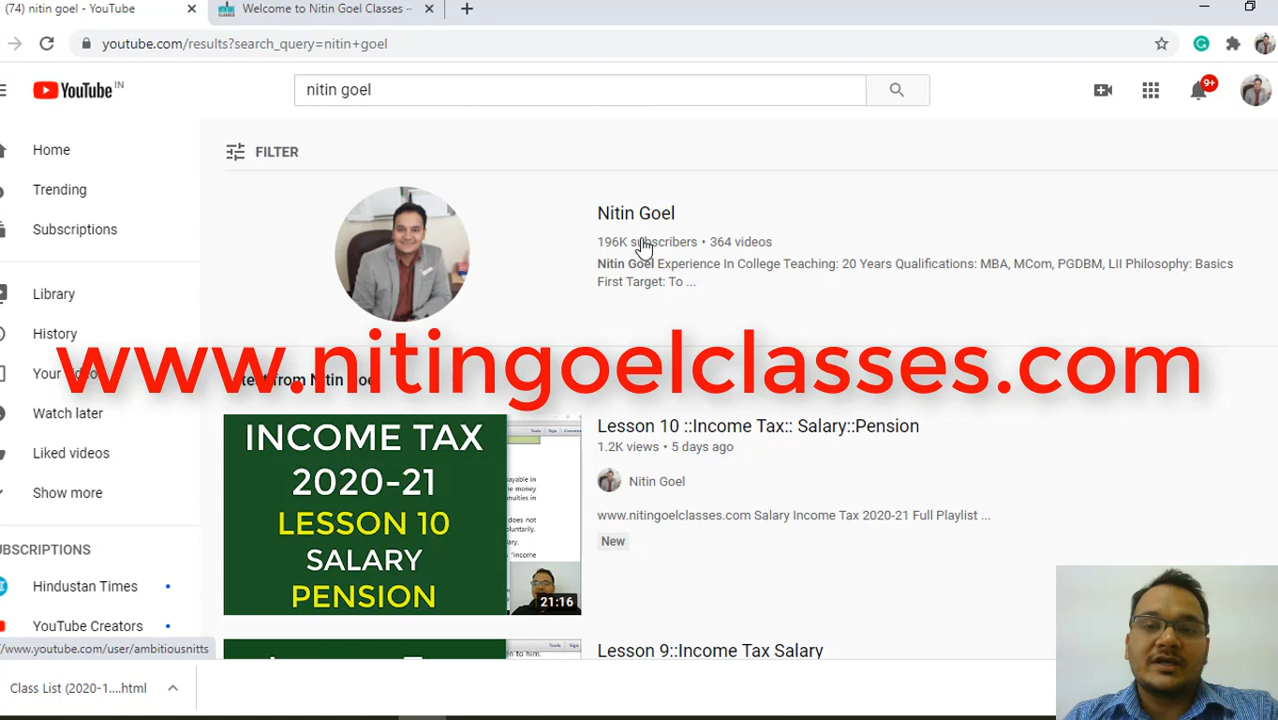 (74) nitin goel - YouTube
Welcome to Nitin Goel Classes –
youtube.com/results?search_query=nitin+goel
YouTube IN
nitin goel
9+
Home
Trending
Subscriptions
Library
History
Watch later
Liked videos
Show more
UBSCRIPTIONS
Hindustan Times
YouTube Creators
/www.youtube.com/user/ambitiousnitts
Class List (2020-1....html
FILTER
Nitin Goel
196K subscribers • 364 videos
Nitin Goel Experience In College Teaching: 20 Years Qualifications: MBA, MCom, PGDBM, LII Philosophy: Basics
First Target: To ...
www.nitingoelclasses.com
from Nitin
INCOME TAX
2020-21
LESSON 10
SALARY
PENSION
21:16
Lesson 10 ::Income Tax:: Salary::Pension
1.2K views • 5 days ago
Nitin Goel
www.nitingoelclasses.com Salary Income Tax 2020-21 Full Playlist ...
New
Lesson 9::Income Tax Salary